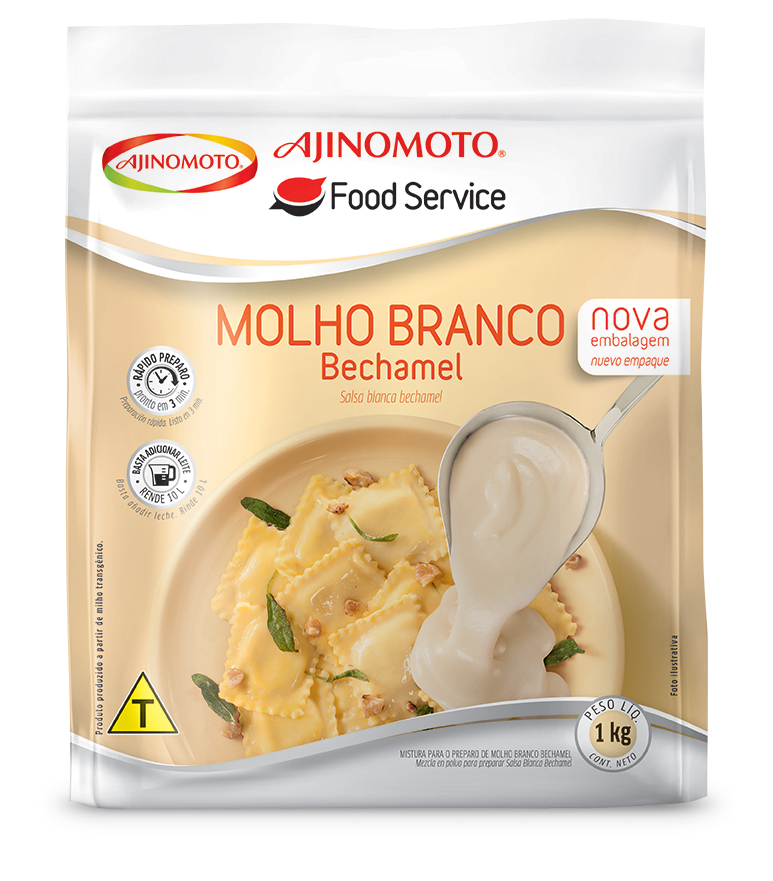 AJINOMOTO®
AJINOMOTO®
Food Service
MOLHO BRANCO
Bechamel
Salsa blanca bechamel
nova
embalagem
nuevo empaque
RÁPIDO PREPARO
pronto em 3 min.
Preparación rápida. Listo en 3 min.
BASTA ADICIONAR LEITE
RENDE 10 L
Basta añadir leche. Rinde 10 L
Produto produzido a partir de milho transgênico.
T
Foto ilustrativa
PESO LIQ.
1 kg
CONT. NETO
MISTURA PARA O PREPARO DE MOLHO BRANCO BECHAMEL
Mezcla en polvo para preparar Salsa Blanca Bechamel